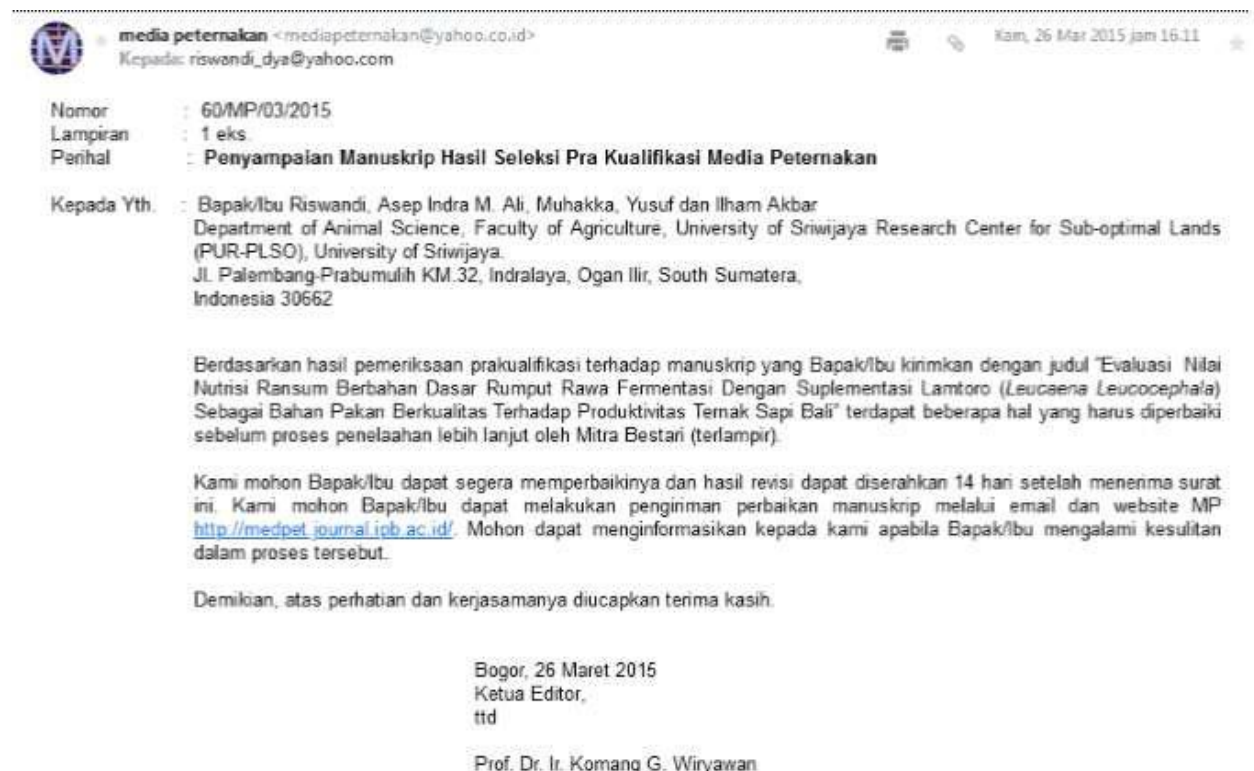 M
media peternakan <mediapeternakan@yahoo.co.id>
Kam, 26 Mar 2015 jam 16.11
Kepada: riswandi_dya@yahoo.com
Nomor : 60/MP/03/2015
Lampiran : 1 eks.
Perihal : Penyampaian Manuskrip Hasil Seleksi Pra Kualifikasi Media Peternakan
Kepada Yth. : Bapak/Ibu Riswandi, Asep Indra M. Ali, Muhakka, Yusuf dan Ilham Akbar
Department of Animal Science, Faculty of Agriculture, University of Sriwijaya Research Center for Sub-optimal Lands
(PUR-PLSO), University of Sriwijaya.
Jl. Palembang-Prabumulih KM.32, Indralaya, Ogan Ilir, South Sumatera,
Indonesia 30662
Berdasarkan hasil pemeriksaan prakualifikasi terhadap manuskrip yang Bapak/Ibu kirimkan dengan judul "Evaluasi Nilai
Nutrisi Ransum Berbahan Dasar Rumput Rawa Fermentasi Dengan Suplementasi Lamtoro (Leucaena Leucocephala)
Sebagai Bahan Pakan Berkualitas Terhadap Produktivitas Ternak Sapi Bali" terdapat beberapa hal yang harus diperbaiki
sebelum proses penelaahan lebih lanjut oleh Mitra Bestari (terlampir).
Kami mohon Bapak/Ibu dapat segera memperbaikinya dan hasil revisi dapat diserahkan 14 hari setelah menerima surat
ini. Kami mohon Bapak/Ibu dapat melakukan pengiriman perbaikan manuskrip melalui email dan website MP
http://medpet.journal.ipb.ac.id/. Mohon dapat menginformasikan kepada kami apabila Bapak/Ibu mengalami kesulitan
dalam proses tersebut.
Demikian, atas perhatian dan kerjasamanya diucapkan terima kasih.
Bogor, 26 Maret 2015
Ketua Editor,
ttd
Prof. Dr. Ir. Komang G. Wiryawan